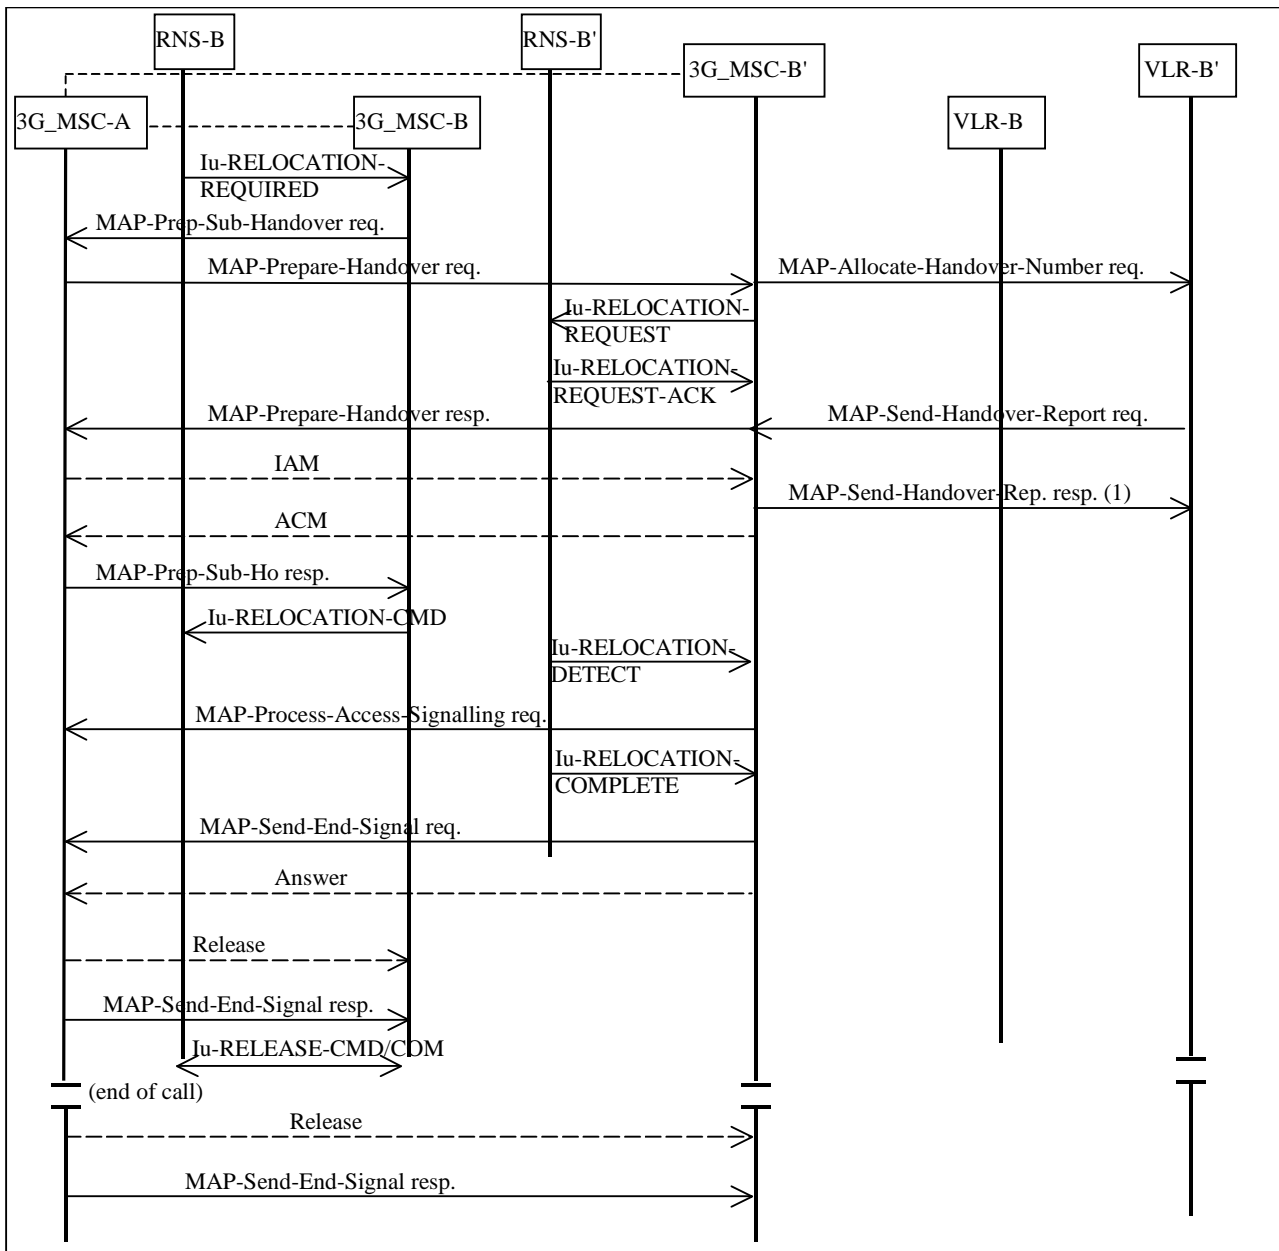 RNS-B
RNS-B'
3G_MSC-B'
VLR-B'
3G_MSC-A
3G_MSC-B
VLR-B
Iu-RELOCATION-
REQUIRED
MAP-Prep-Sub-Handover req.
MAP-Prepare-Handover req.
MAP-Allocate-Handover-Number req.
Iu-RELOCATION-
REQUEST
Iu-RELOCATION-
REQUEST-ACK
MAP-Prepare-Handover resp.
MAP-Send-Handover-Report req.
IAM
MAP-Send-Handover-Rep. resp. (1)
ACM
MAP-Prep-Sub-Ho resp.
Iu-RELOCATION-CMD
Iu-RELOCATION-
DETECT
MAP-Process-Access-Signalling req.
Iu-RELOCATION-
COMPLETE
MAP-Send-End-Signal req.
Answer
Release
MAP-Send-End-Signal resp.
Iu-RELEASE-CMD/COM
(end of call)
Release
MAP-Send-End-Signal resp.